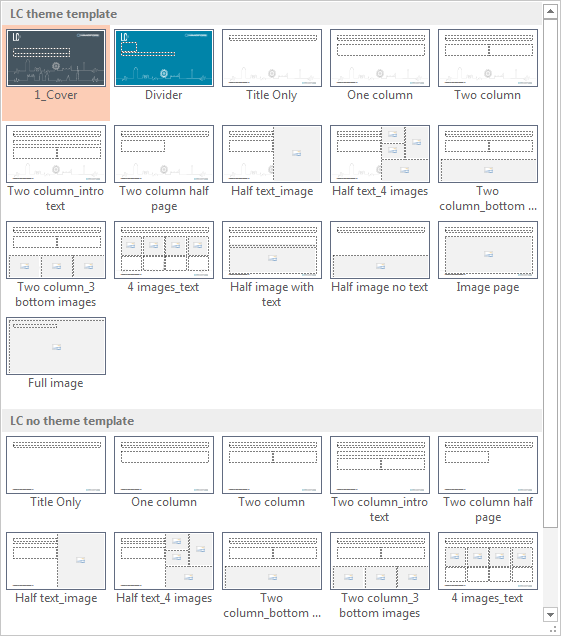 LC theme template
LC
LC
1_Cover
Divider
Title Only
One column
Two column
Two column_intro
text
Two column half
page
Half text_image
Half text_4 images
Two
column_bottom ...
Two column_3
bottom images
4 images_text
Half image with
text
Half image no text
Image page
Full image
LC no theme template
Title Only
One column
Two column
Two column_intro
text
Two column half
page
Half text_image
Half text_4 images
Two
column_bottom ...
Two column_3
bottom images
4 images_text